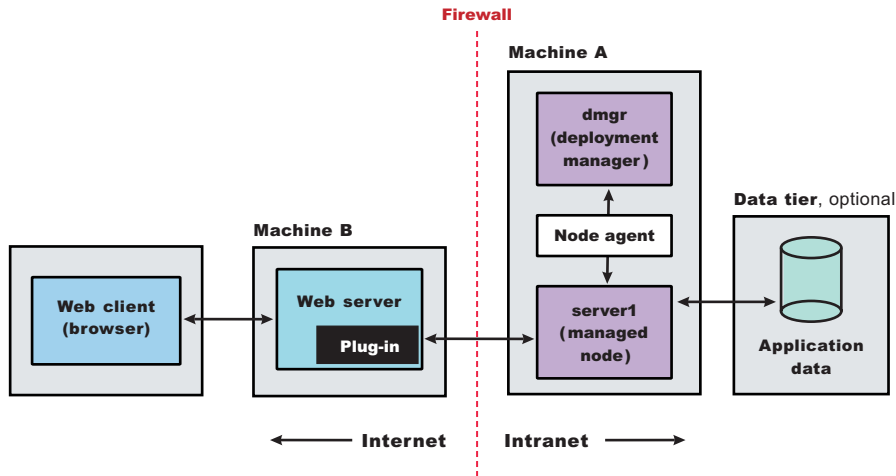 Firewall
Machine A
dmgr
(deployment
manager)
Data tier, optional
Machine B
Node agent
Web client
(browser)
Web server
Plug-in
server1
(managed
node)
Application
data
Internet
Intranet